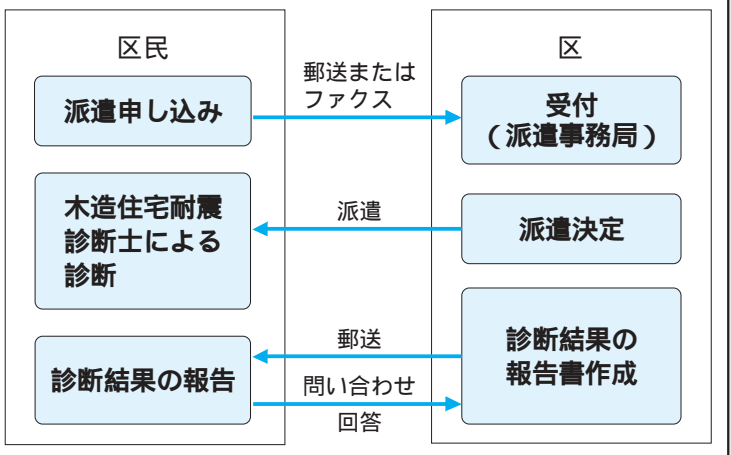 区民
区
派遣申し込み
郵送または
ファクス
受付
（派遣事務局）
木造住宅耐震
診断士による
診断
派遣
派遣決定
診断結果の報告
郵送
問い合わせ
回答
診断結果の
報告書作成